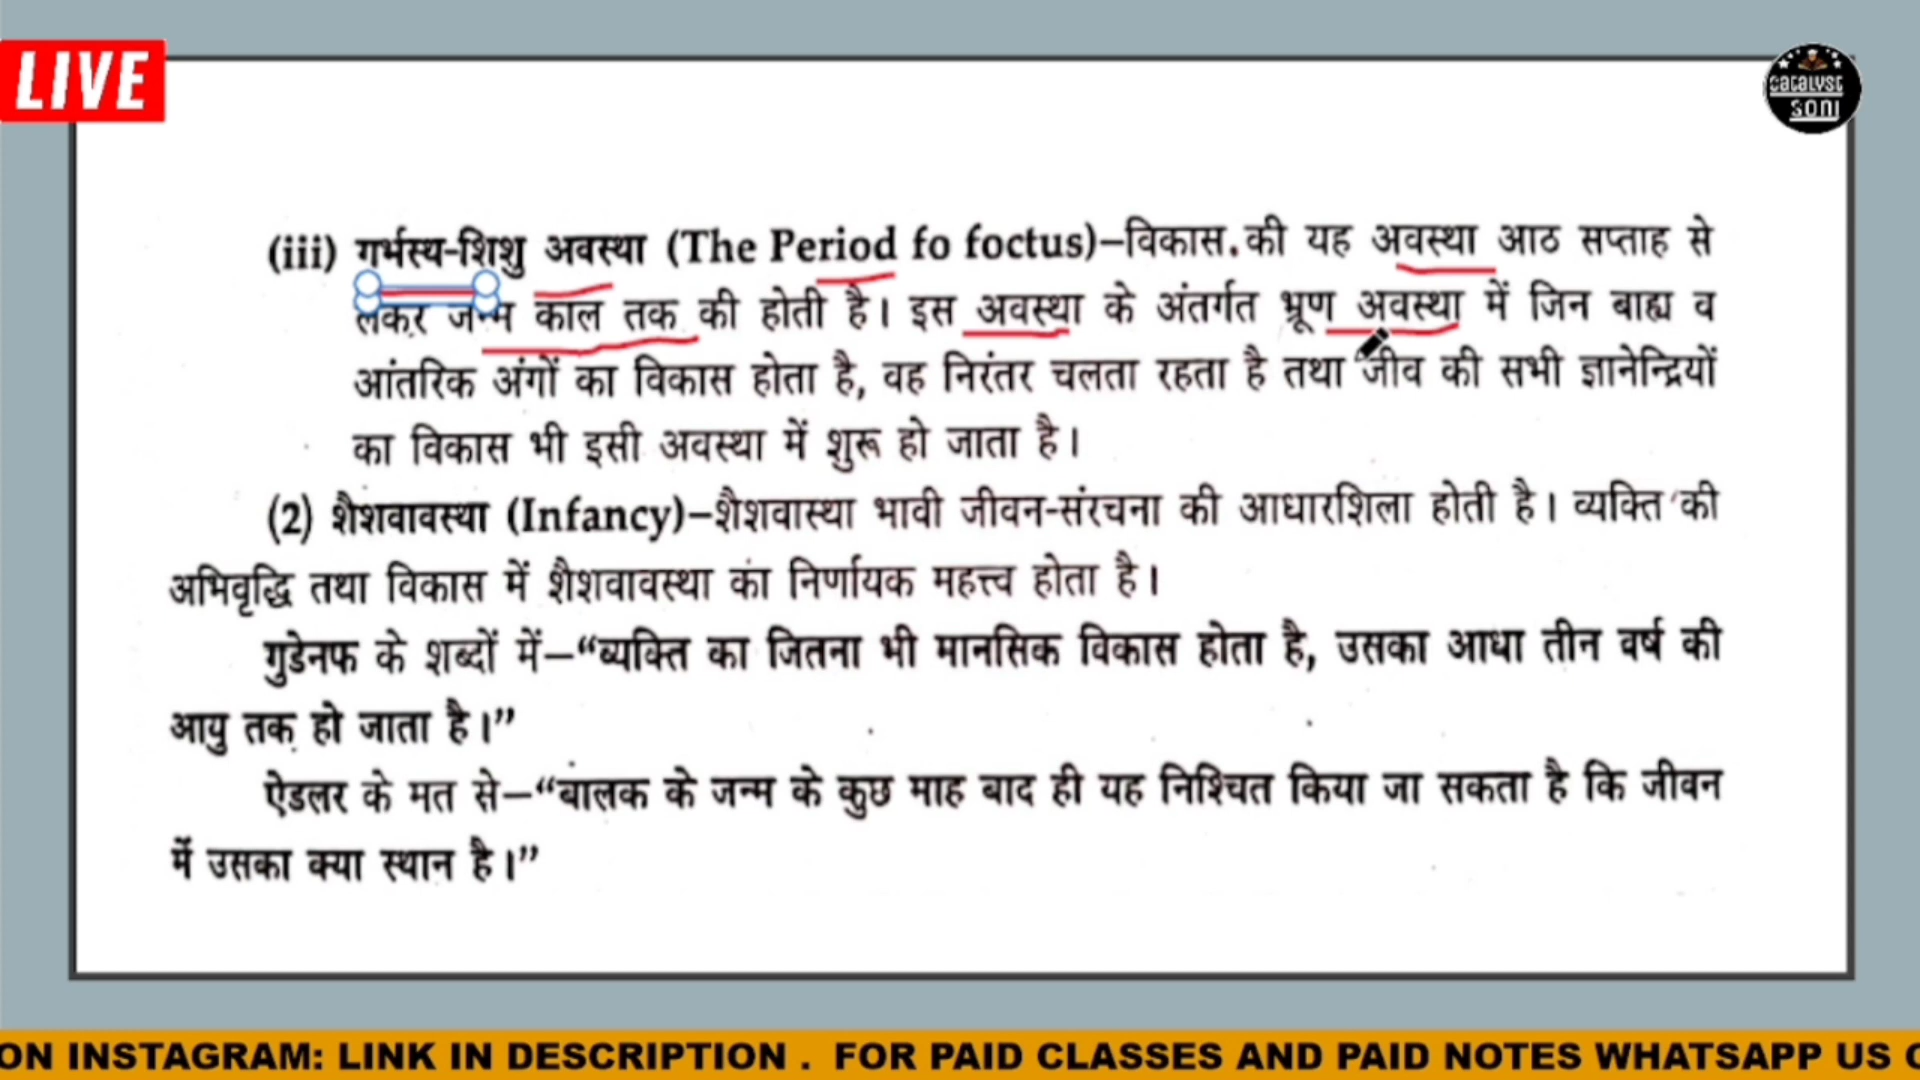 LIVE
catalyst
soni
(iii) गर्भस्थ-शिशु अवस्था (The Period fo foctus)–विकास.की यह अवस्था आठ सप्ताह से
लेकर जन्म काल तक की होती है। इस अवस्था के अंतर्गत भ्रूण अवस्था में जिन बाह्य व
आंतरिक अंगों का विकास होता है, वह निरंतर चलता रहता है तथा जीव की सभी ज्ञानेन्द्रियों
का विकास भी इसी अवस्था में शुरू हो जाता है।
(2) शैशवावस्था (Infancy)–शैशवास्था भावी जीवन-संरचना की आधारशिला होती है। व्यक्ति की
अभिवृद्धि तथा विकास में शैशवावस्था का निर्णायक महत्त्व होता है।
गुडेनफ के शब्दों में–“व्यक्ति का जितना भी मानसिक विकास होता है, उसका आधा तीन वर्ष की
आयु तक हो जाता है।”
ऐडलर के मत से–“बालक के जन्म के कुछ माह बाद ही यह निश्चित किया जा सकता है कि जीवन
में उसका क्या स्थान है।”
ON INSTAGRAM: LINK IN DESCRIPTION . FOR PAID CLASSES AND PAID NOTES WHATSAPP US